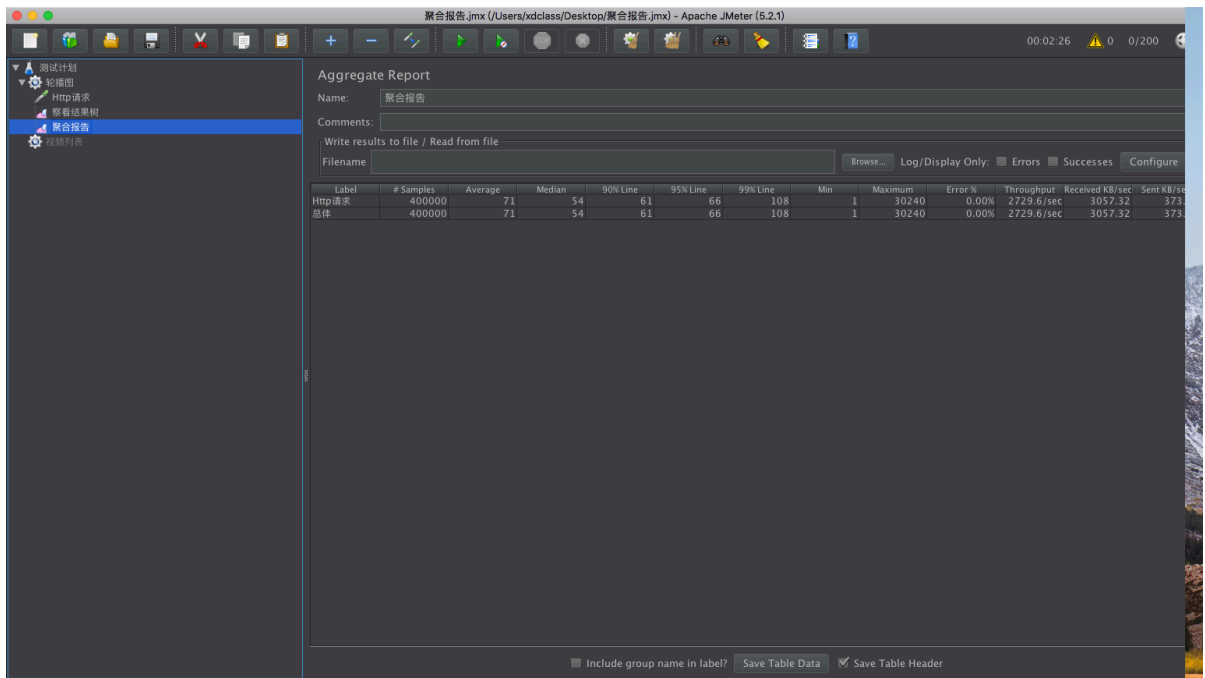 聚合报告.jmx (/Users/xdclass/Desktop/聚合报告.jmx) - Apache JMeter (5.2.1)
00:02:26 0 0/200
测试计划
轮播图
Http请求
察看结果树
聚合报告
视频列表
Aggregate Report
Name: 聚合报告
Comments:
Write results to file / Read from file
Filename Browse... Log/Display Only: Errors Successes Configure
Label # Samples Average Median 90% Line 95% Line 99% Line Min Maximum Error % Throughput Received KB/sec Sent KB/se
Http请求 400000 71 54 61 66 108 1 30240 0.00% 2729.6/sec 3057.32 373.
总体 400000 71 54 61 66 108 1 30240 0.00% 2729.6/sec 3057.32 373.
Include group name in label? Save Table Data Save Table Header